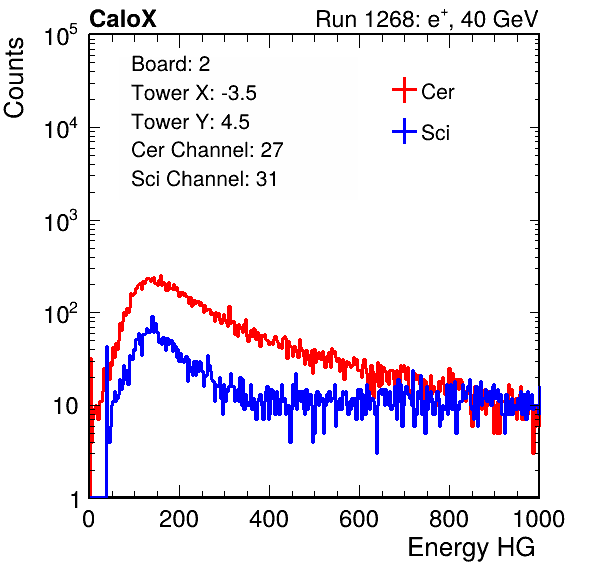 CaloX Run 1268: e⁺, 40 GeV
Counts
10⁵
10⁴
10³
10²
10
1
Board: 2
Tower X: -3.5
Tower Y: 4.5
Cer Channel: 27
Sci Channel: 31
Cer
Sci
0 200 400 600 800 1000
Energy HG